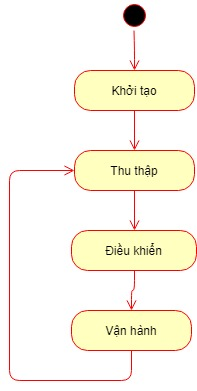 Khởi tạo
Thu thập
Điều khiển
Vận hành